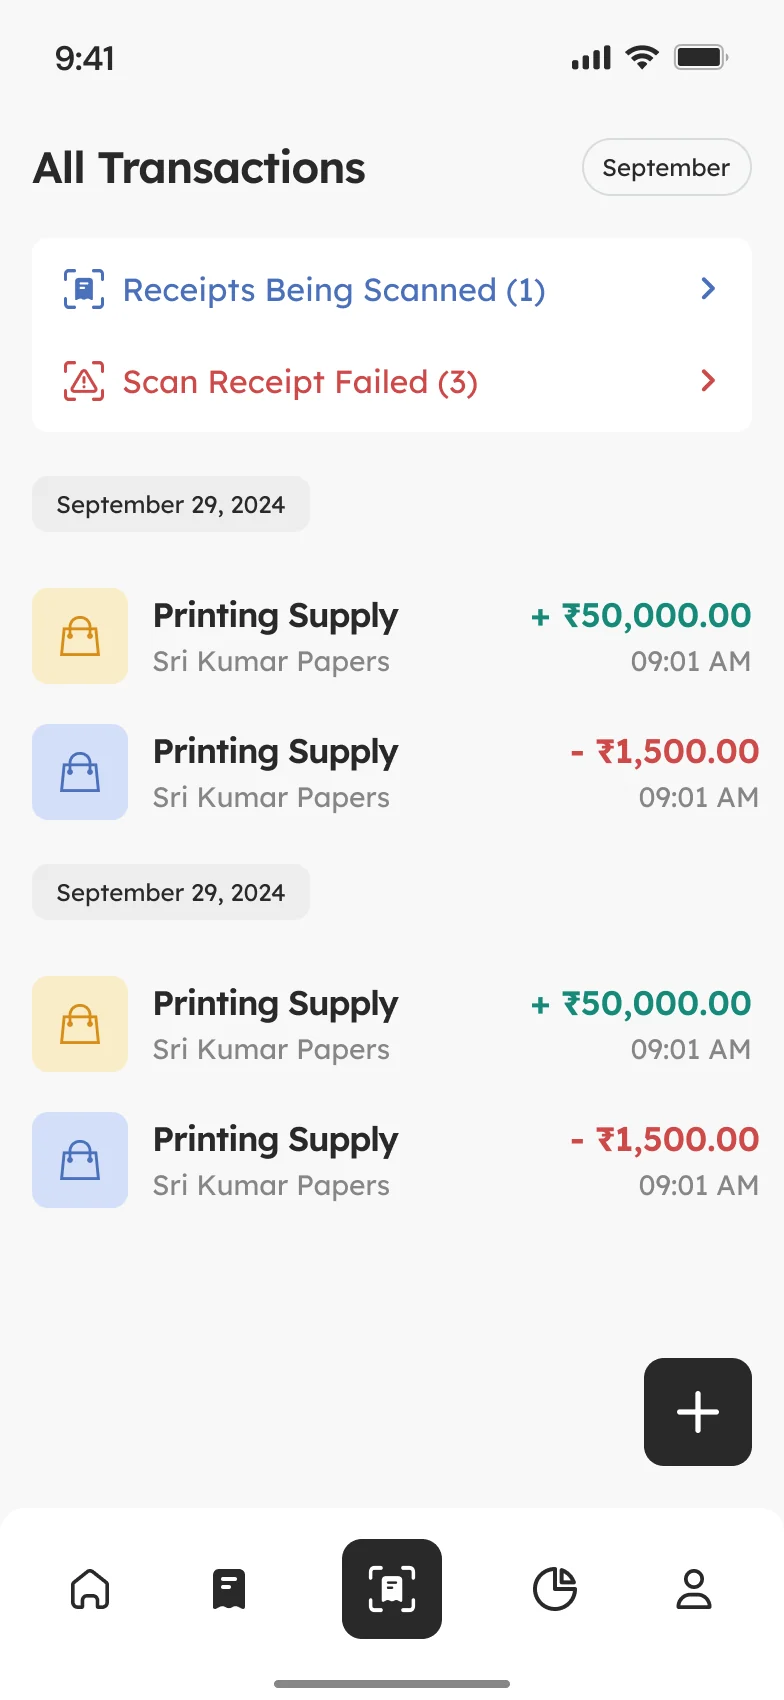 9:41
All Transactions
September
Receipts Being Scanned (1)
Scan Receipt Failed (3)
September 29, 2024
Printing Supply
+ ₹50,000.00
Sri Kumar Papers
09:01 AM
Printing Supply
- ₹1,500.00
Sri Kumar Papers
09:01 AM
September 29, 2024
Printing Supply
+ ₹50,000.00
Sri Kumar Papers
09:01 AM
Printing Supply
- ₹1,500.00
Sri Kumar Papers
09:01 AM